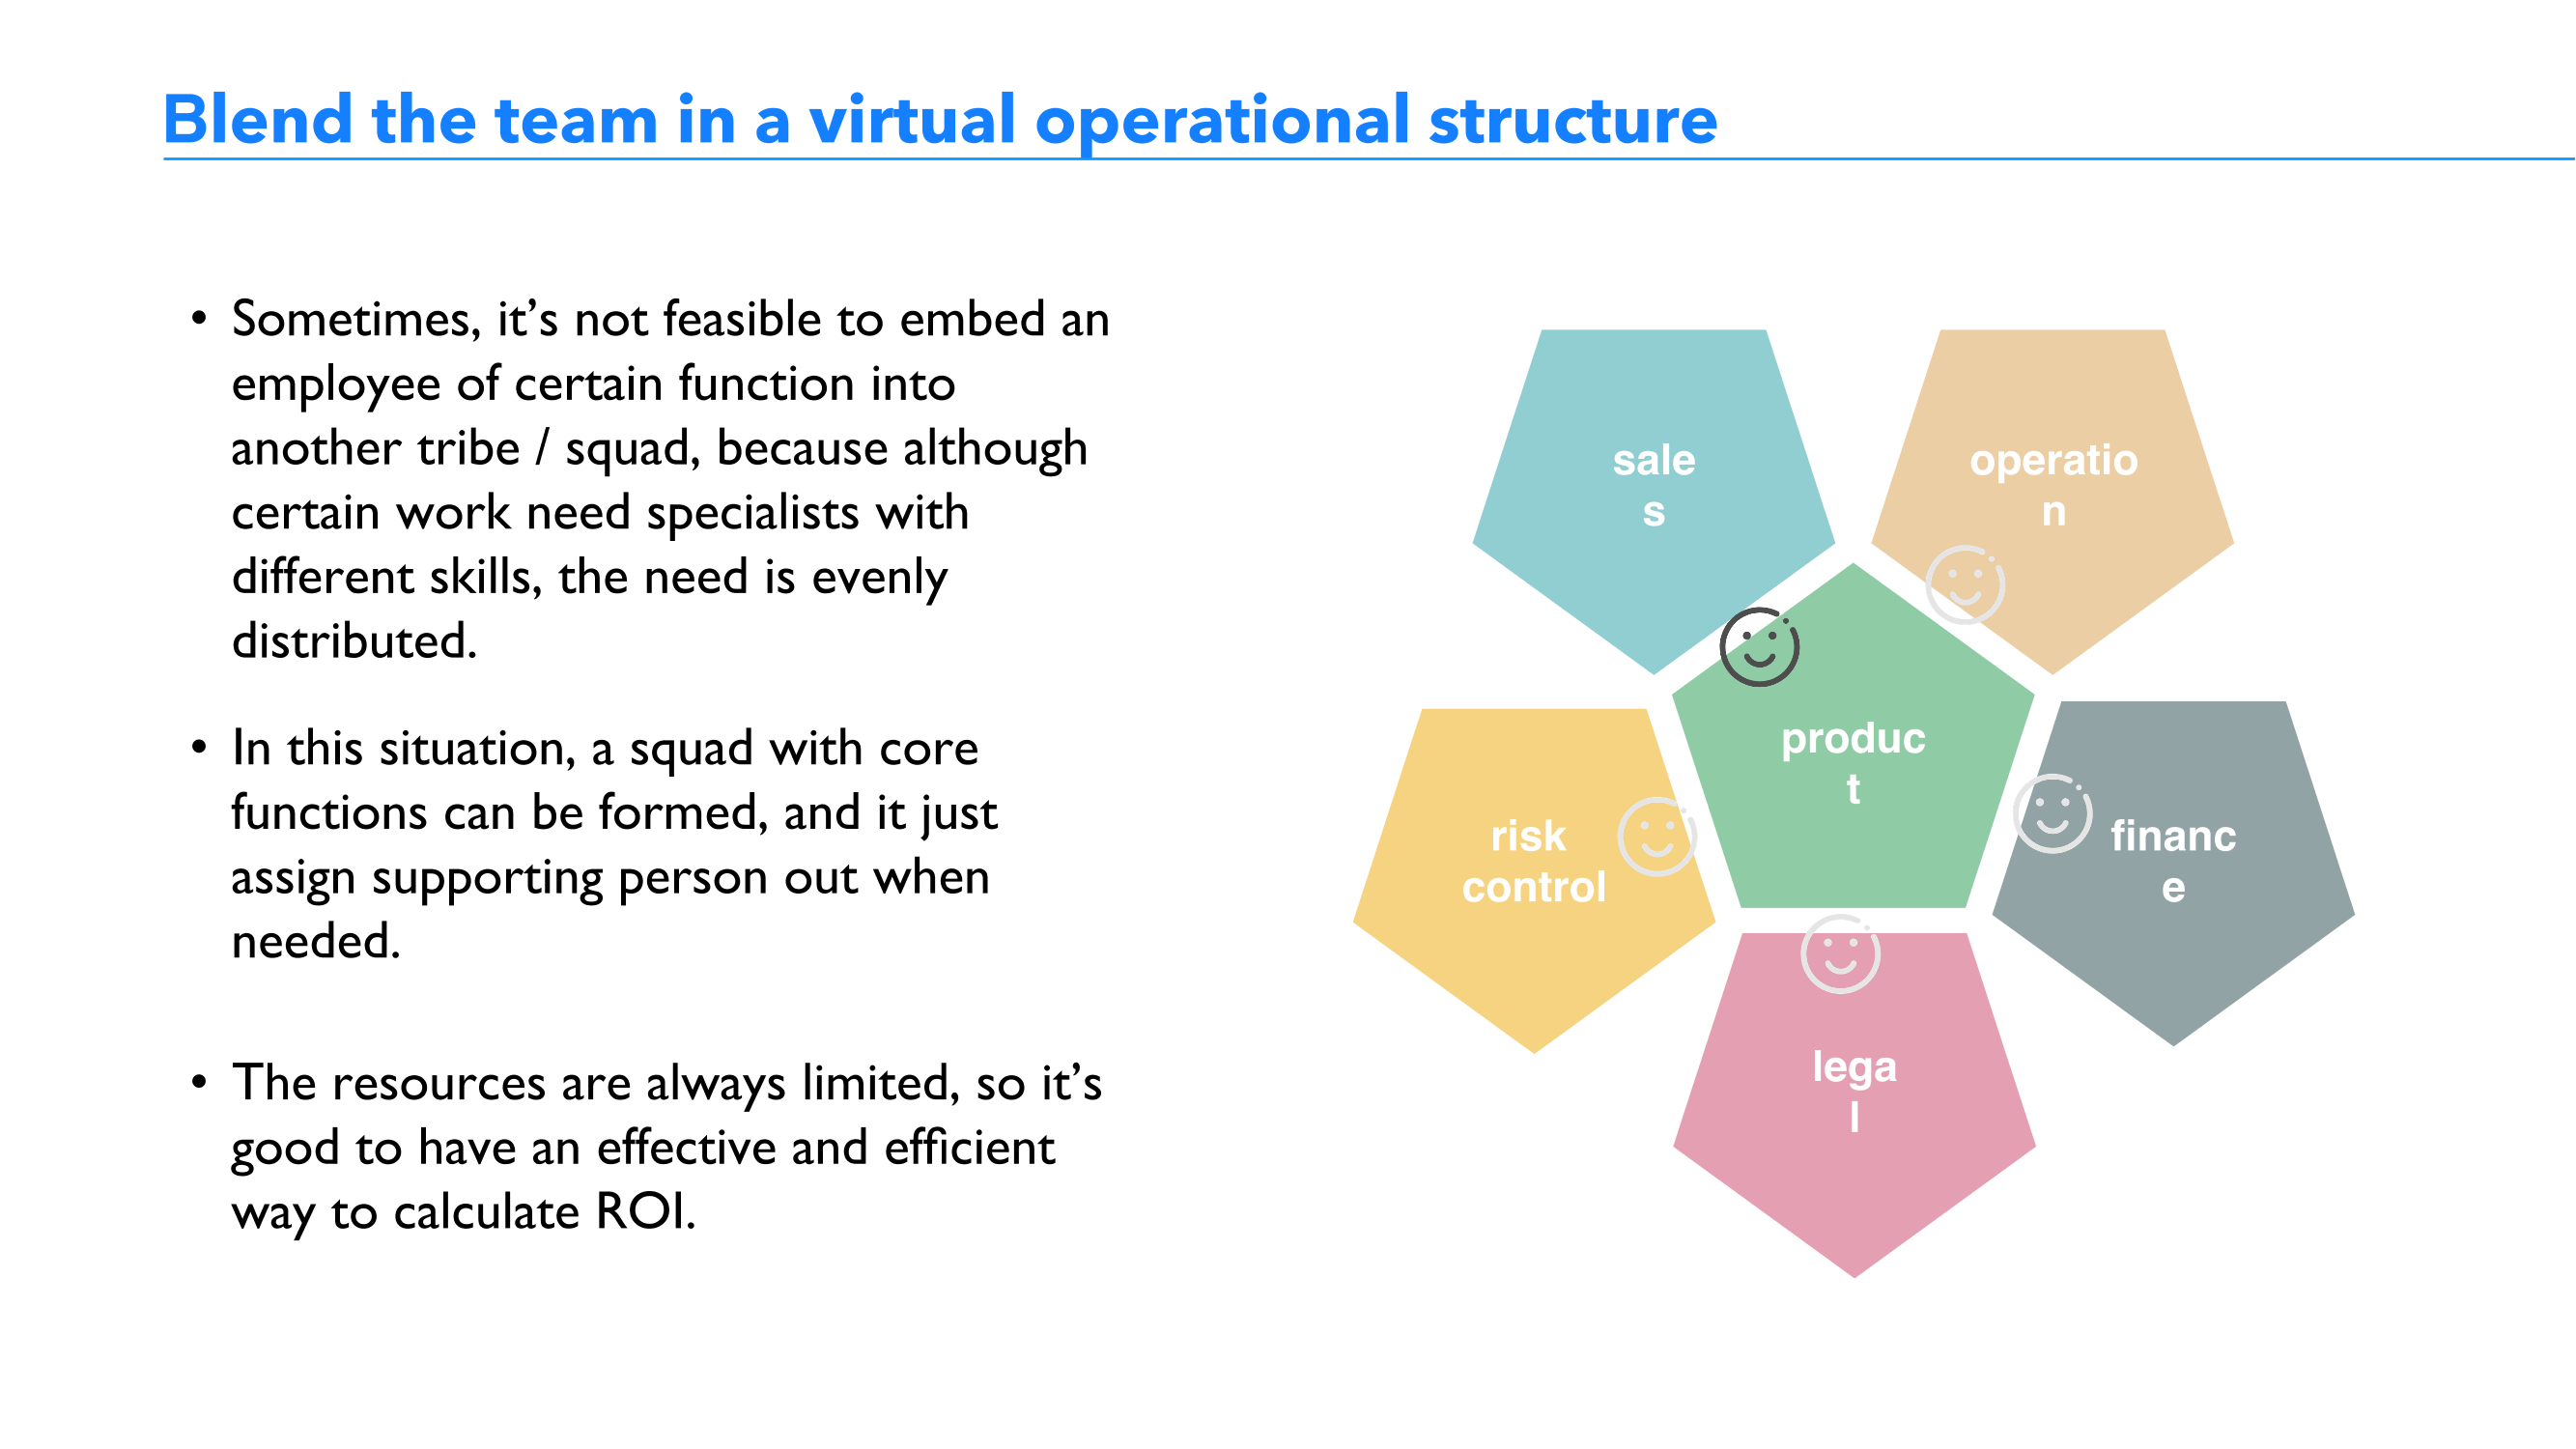 Blend the team in a virtual operational structure
• Sometimes, it’s not feasible to embed an
employee of certain function into
another tribe / squad, because although
certain work need specialists with
different skills, the need is evenly
distributed.
• In this situation, a squad with core
functions can be formed, and it just
assign supporting person out when
needed.
• The resources are always limited, so it’s
good to have an effective and efficient
way to calculate ROI.
sale
s
operatio
n
produc
t
risk
control
financ
e
lega
l